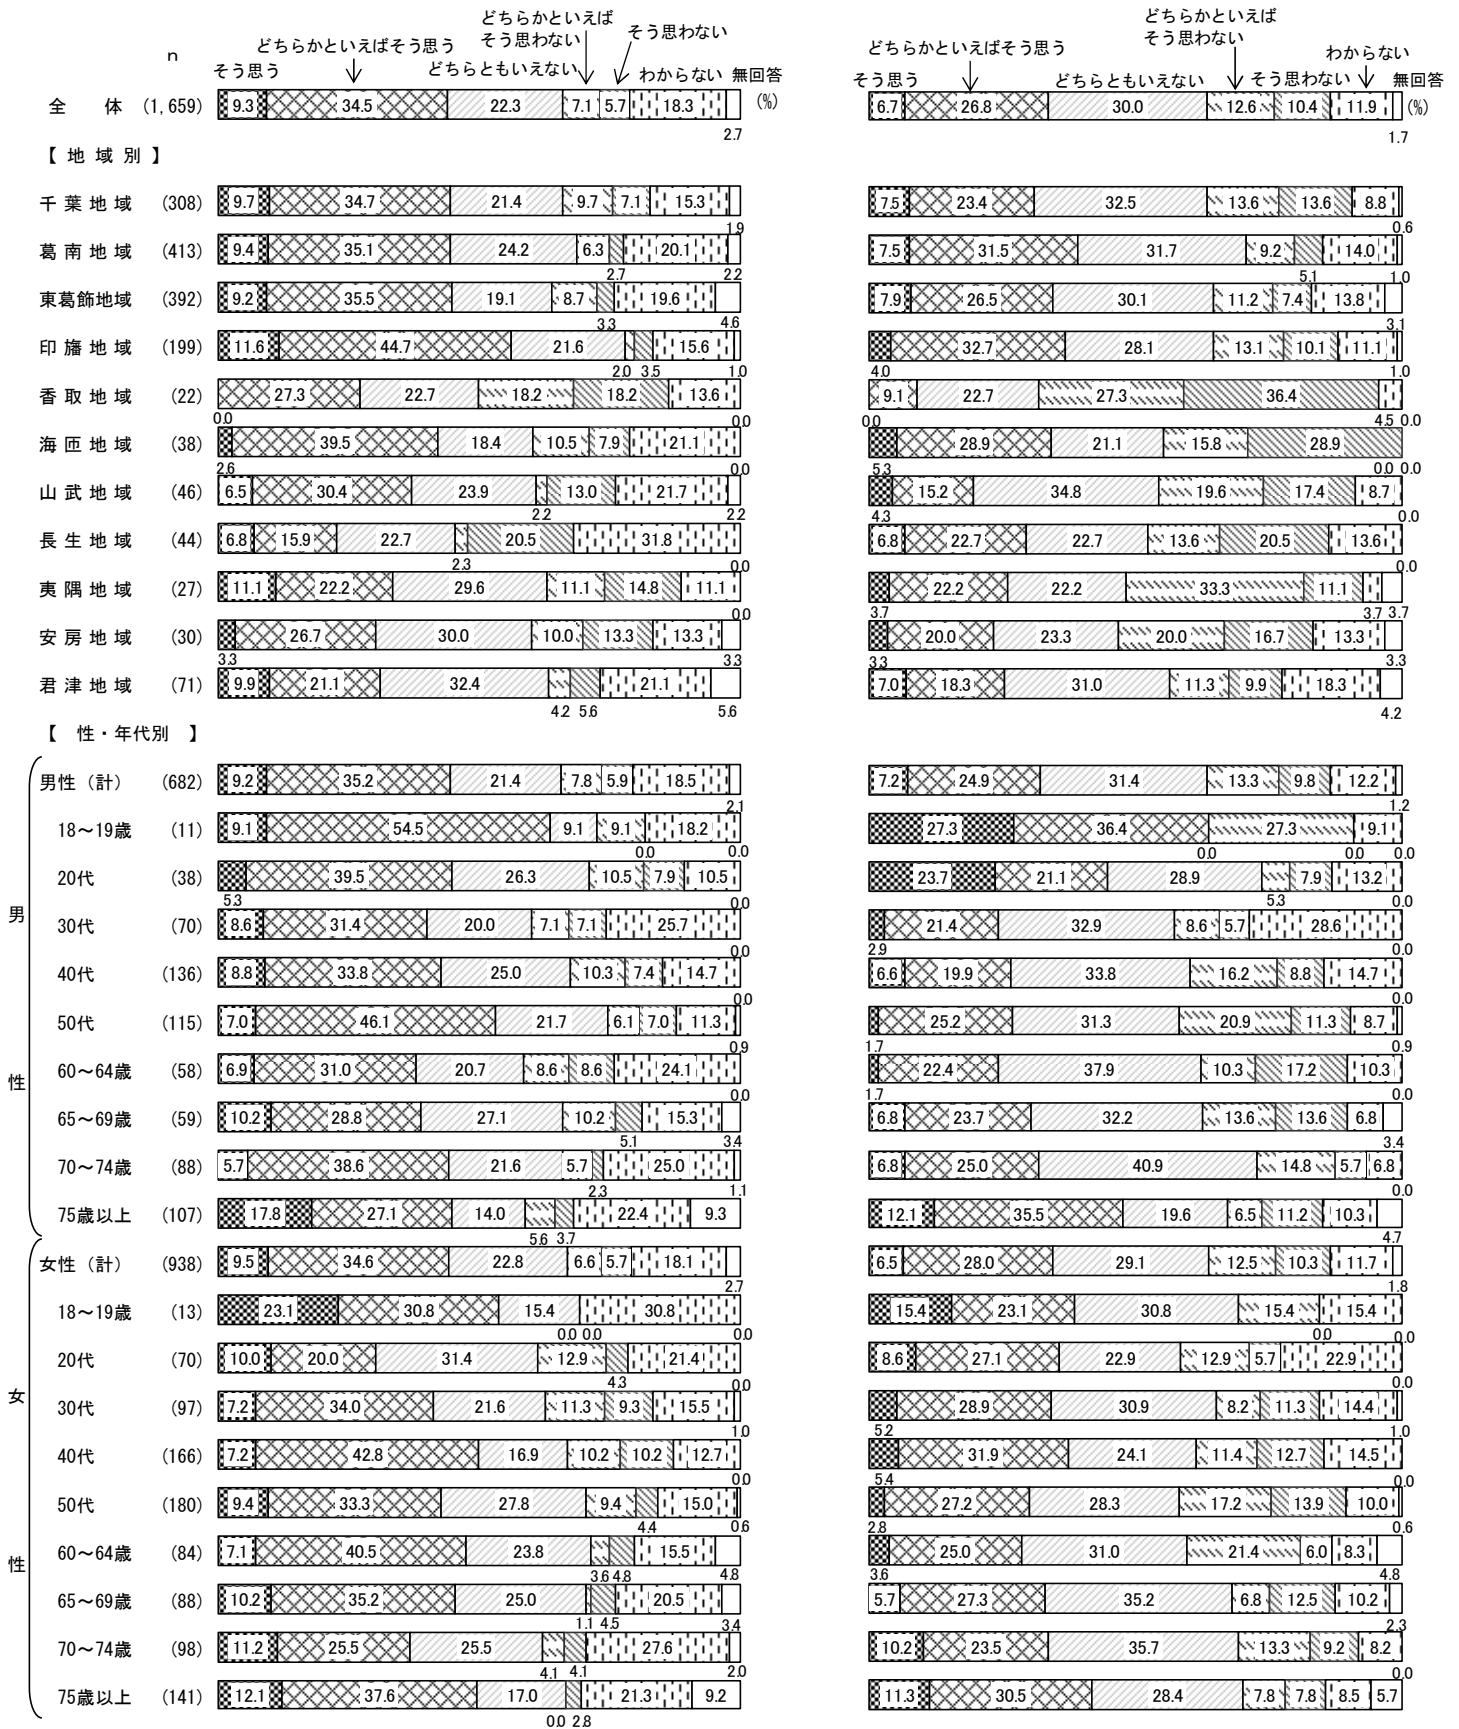 どちらかといえば どちらかといえば
そう思わない そう思わない そう思わない
n どちらかといえばそう思う どちらかといえばそう思う わからない
そう思う どちらともいえない わからない 無回答 そう思う どちらともいえない そう思わない 無回答
全体 (1,659) 9.3 34.5 22.3 7.1 5.7 18.3 (%) 6.7 26.8 30.0 12.6 10.4 11.9 (%)
2.7 1.7
【地域別】
千葉地域 (308) 9.7 34.7 21.4 9.7 7.1 15.3 7.5 23.4 32.5 13.6 13.6 8.8
1.9 0.6
葛南地域 (413) 9.4 35.1 24.2 6.3 20.1 7.5 31.5 31.7 9.2 14.0
2.7 2.2 5.1 1.0
東葛飾地域 (392) 9.2 35.5 19.1 8.7 19.6 7.9 26.5 30.1 11.2 7.4 13.8
3.3 4.6 3.1
印旛地域 (199) 11.6 44.7 21.6 15.6 32.7 28.1 13.1 10.1 11.1
2.0 3.5 1.0 4.0 1.0
香取地域 (22) 27.3 22.7 18.2 18.2 13.6 9.1 22.7 27.3 36.4
0.0 0.0 0.0 4.5 0.0
海匝地域 (38) 39.5 18.4 10.5 7.9 21.1 28.9 21.1 15.8 28.9
2.6 0.0 5.3 0.0 0.0
山武地域 (46) 6.5 30.4 23.9 13.0 21.7 15.2 34.8 19.6 17.4 8.7
2.2 2.2 4.3 0.0
長生地域 (44) 6.8 15.9 22.7 20.5 31.8 6.8 22.7 22.7 13.6 20.5 13.6
2.3 0.0 0.0
夷隅地域 (27) 11.1 22.2 29.6 11.1 14.8 11.1 22.2 22.2 33.3 11.1
0.0 3.7 3.7 3.7
安房地域 (30) 26.7 30.0 10.0 13.3 13.3 20.0 23.3 20.0 16.7 13.3
3.3 3.3 3.3 3.3
君津地域 (71) 9.9 21.1 32.4 21.1 7.0 18.3 31.0 11.3 9.9 18.3
4.2 5.6 5.6 4.2
【 性・年代別 】
男性（計） (682) 9.2 35.2 21.4 7.8 5.9 18.5 7.2 24.9 31.4 13.3 9.8 12.2
2.1 1.2
18～19歳 (11) 9.1 54.5 9.1 9.1 18.2 27.3 36.4 27.3 9.1
0.0 0.0 0.0 0.0 0.0
20代 (38) 39.5 26.3 10.5 7.9 10.5 23.7 21.1 28.9 7.9 13.2
5.3 0.0 5.3 0.0
男
30代 (70) 8.6 31.4 20.0 7.1 7.1 25.7 21.4 32.9 8.6 5.7 28.6
0.0 2.9 0.0
40代 (136) 8.8 33.8 25.0 10.3 7.4 14.7 6.6 19.9 33.8 16.2 8.8 14.7
0.0 0.0
50代 (115) 7.0 46.1 21.7 6.1 7.0 11.3 25.2 31.3 20.9 11.3 8.7
0.9 1.7 0.9
60～64歳 (58) 6.9 31.0 20.7 8.6 8.6 24.1 22.4 37.9 10.3 17.2 10.3
性
0.0 1.7 0.0
65～69歳 (59) 10.2 28.8 27.1 10.2 15.3 6.8 23.7 32.2 13.6 13.6 6.8
5.1 3.4 3.4
70～74歳 (88) 5.7 38.6 21.6 5.7 25.0 6.8 25.0 40.9 14.8 5.7 6.8
2.3 1.1 0.0
75歳以上 (107) 17.8 27.1 14.0 22.4 9.3 12.1 35.5 19.6 6.5 11.2 10.3
5.6 3.7 4.7
女性（計） (938) 9.5 34.6 22.8 6.6 5.7 18.1 6.5 28.0 29.1 12.5 10.3 11.7
2.7 1.8
18～19歳 (13) 23.1 30.8 15.4 30.8 15.4 23.1 30.8 15.4 15.4
0.0 0.0 0.0 0.0 0.0
20代 (70) 10.0 20.0 31.4 12.9 21.4 8.6 27.1 22.9 12.9 5.7 22.9
4.3 0.0 0.0
女
30代 (97) 7.2 34.0 21.6 11.3 9.3 15.5 28.9 30.9 8.2 11.3 14.4
1.0 5.2 1.0
40代 (166) 7.2 42.8 16.9 10.2 10.2 12.7 31.9 24.1 11.4 12.7 14.5
0.0 5.4 0.0
50代 (180) 9.4 33.3 27.8 9.4 15.0 27.2 28.3 17.2 13.9 10.0
4.4 0.6 2.8 0.6
60～64歳 (84) 7.1 40.5 23.8 15.5 25.0 31.0 21.4 6.0 8.3
性
3.6 4.8 4.8 3.6 4.8
65～69歳 (88) 10.2 35.2 25.0 20.5 5.7 27.3 35.2 6.8 12.5 10.2
1.1 4.5 3.4 2.3
70～74歳 (98) 11.2 25.5 25.5 27.6 10.2 23.5 35.7 13.3 9.2 8.2
4.1 4.1 2.0 0.0
75歳以上 (141) 12.1 37.6 17.0 21.3 9.2 11.3 30.5 28.4 7.8 7.8 8.5 5.7
0.0 2.8